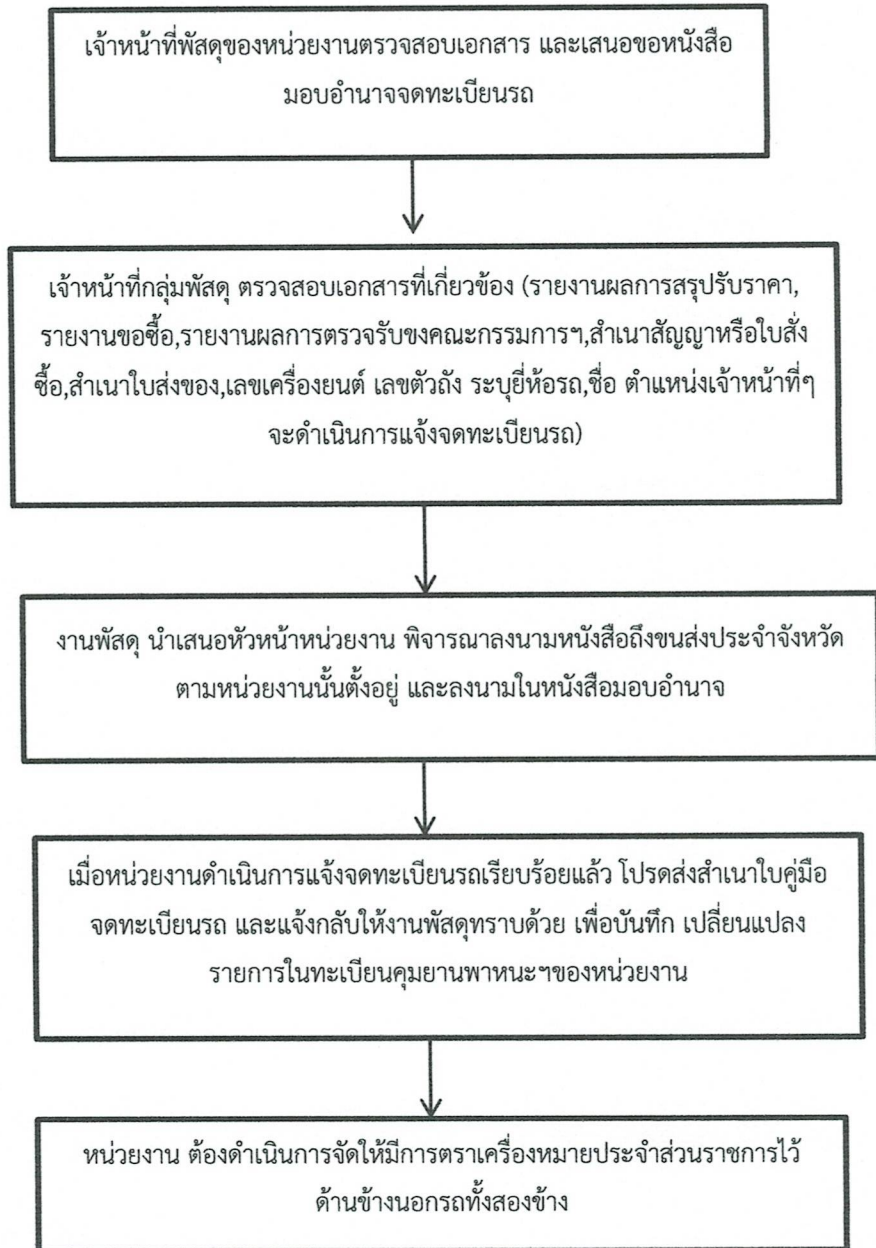 เจ้าหน้าที่พัสดุของหน่วยงานตรวจสอบเอกสาร และเสนอขอหนังสือ
มอบอำนาจจดทะเบียนรถ
เจ้าหน้าที่กลุ่มพัสดุ ตรวจสอบเอกสารที่เกี่ยวข้อง (รายงานผลการสรุปรับราคา,
รายงานขอซื้อ,รายงานผลการตรวจรับขงคณะกรรมการฯ,สำเนาสัญญาหรือใบสั่ง
ซื้อ,สำเนาใบส่งของ,เลขเครื่องยนต์ เลขตัวถัง ระบุยี่ห้อรถ,ชื่อ ตำแหน่งเจ้าหน้าที่ๆ
จะดำเนินการแจ้งจดทะเบียนรถ)
งานพัสดุ นำเสนอหัวหน้าหน่วยงาน พิจารณาลงนามหนังสือถึงขนส่งประจำจังหวัด
ตามหน่วยงานนั้นตั้งอยู่ และลงนามในหนังสือมอบอำนาจ
เมื่อหน่วยงานดำเนินการแจ้งจดทะเบียนรถเรียบร้อยแล้ว โปรดส่งสำเนาใบคู่มือ
จดทะเบียนรถ และแจ้งกลับให้งานพัสดุทราบด้วย เพื่อบันทึก เปลี่ยนแปลง
รายการในทะเบียนคุมยานพาหนะฯของหน่วยงาน
หน่วยงาน ต้องดำเนินการจัดให้มีการตราเครื่องหมายประจำส่วนราชการไว้
ด้านข้างนอกรถทั้งสองข้าง